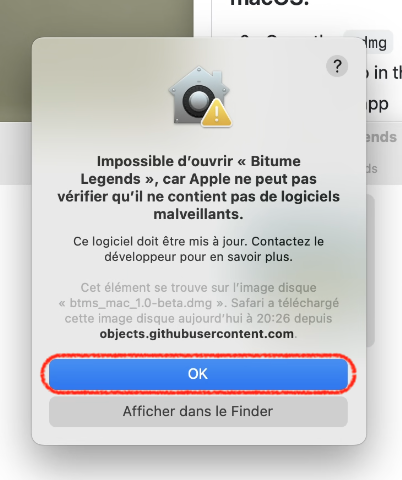 macOS:
dmg
?
o in th
app
Impossible d’ouvrir « Bitume
Legends », car Apple ne peut pas
vérifier qu’il ne contient pas de logiciels
malveillants.
ends
ds
Ce logiciel doit être mis à jour. Contactez le
développeur pour en savoir plus.
Cet élément se trouve sur l’image disque
« btms_mac_1.0-beta.dmg ». Safari a téléchargé
cette image disque aujourd’hui à 20:26 depuis
objects.githubusercontent.com.
OK
Afficher dans le Finder